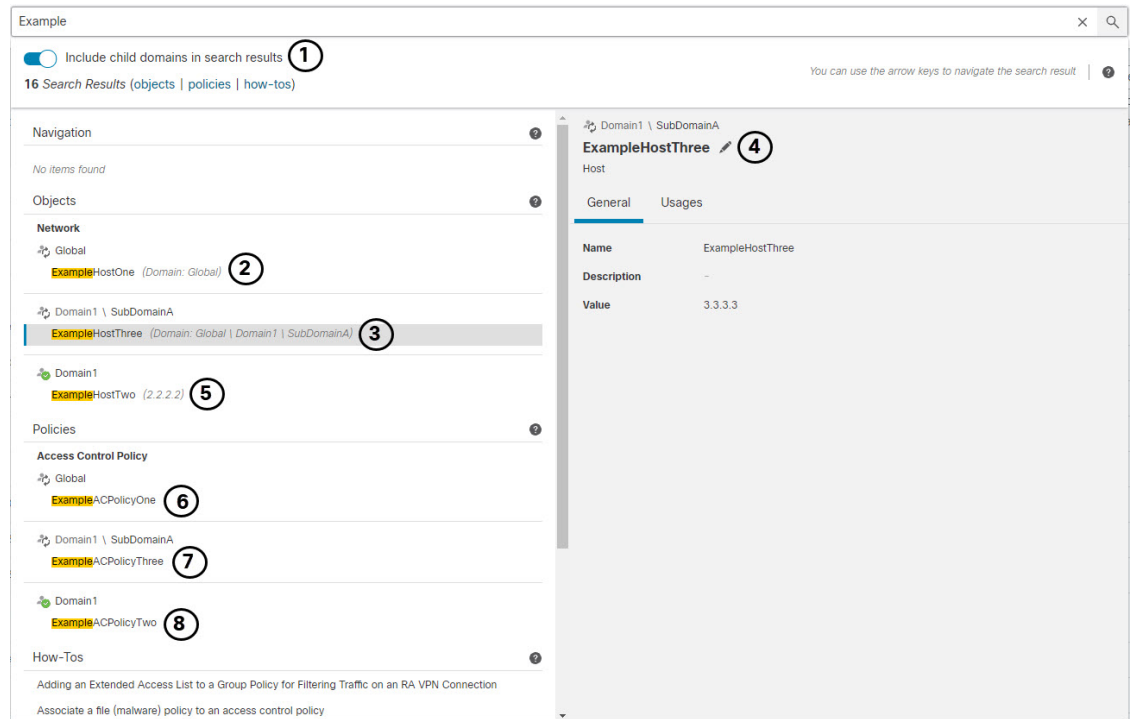 Example
Include child domains in search results 1
16 Search Results (objects | policies | how-tos)
You can use the arrow keys to navigate the search result
Navigation
No items found
Objects
Network
Global
ExampleHostOne (Domain: Global) 2
Domain1 \ SubDomainA
ExampleHostThree (Domain: Global \ Domain1 \ SubDomainA) 3
Domain1
ExampleHostTwo (2.2.2.2) 5
Policies
Access Control Policy
Global
ExampleACPolicyOne 6
Domain1 \ SubDomainA
ExampleACPolicyThree 7
Domain1
ExampleACPolicyTwo 8
How-Tos
Adding an Extended Access List to a Group Policy for Filtering Traffic on an RA VPN Connection
Associate a file (malware) policy to an access control policy
Domain1 \ SubDomainA
ExampleHostThree 4
Host
General Usages
Name ExampleHostThree
Description –
Value 3.3.3.3